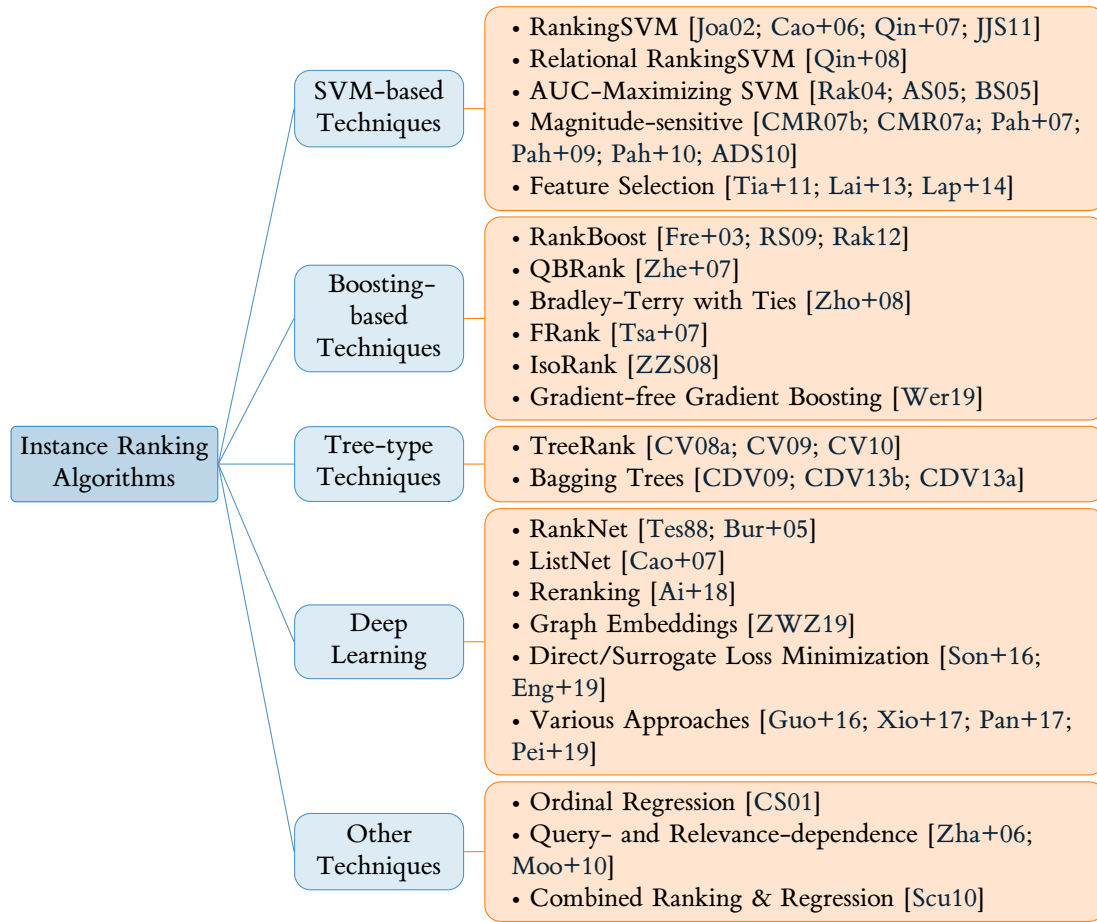 Instance Ranking
Algorithms
SVM-based
Techniques
• RankingSVM [Joa02; Cao+06; Qin+07; JJS11]
• Relational RankingSVM [Qin+08]
• AUC-Maximizing SVM [Rak04; AS05; BS05]
• Magnitude-sensitive [CMR07b; CMR07a; Pah+07;
Pah+09; Pah+10; ADS10]
• Feature Selection [Tia+11; Lai+13; Lap+14]
Boosting-
based
Techniques
• RankBoost [Fre+03; RS09; Rak12]
• QBRank [Zhe+07]
• Bradley-Terry with Ties [Zho+08]
• FRank [Tsa+07]
• IsoRank [ZZS08]
• Gradient-free Gradient Boosting [Wer19]
Tree-type
Techniques
• TreeRank [CV08a; CV09; CV10]
• Bagging Trees [CDV09; CDV13b; CDV13a]
Deep
Learning
• RankNet [Tes88; Bur+05]
• ListNet [Cao+07]
• Reranking [Ai+18]
• Graph Embeddings [ZWZ19]
• Direct/Surrogate Loss Minimization [Son+16;
Eng+19]
• Various Approaches [Guo+16; Xio+17; Pan+17;
Pei+19]
Other
Techniques
• Ordinal Regression [CS01]
• Query- and Relevance-dependence [Zha+06;
Moo+10]
• Combined Ranking & Regression [Scu10]